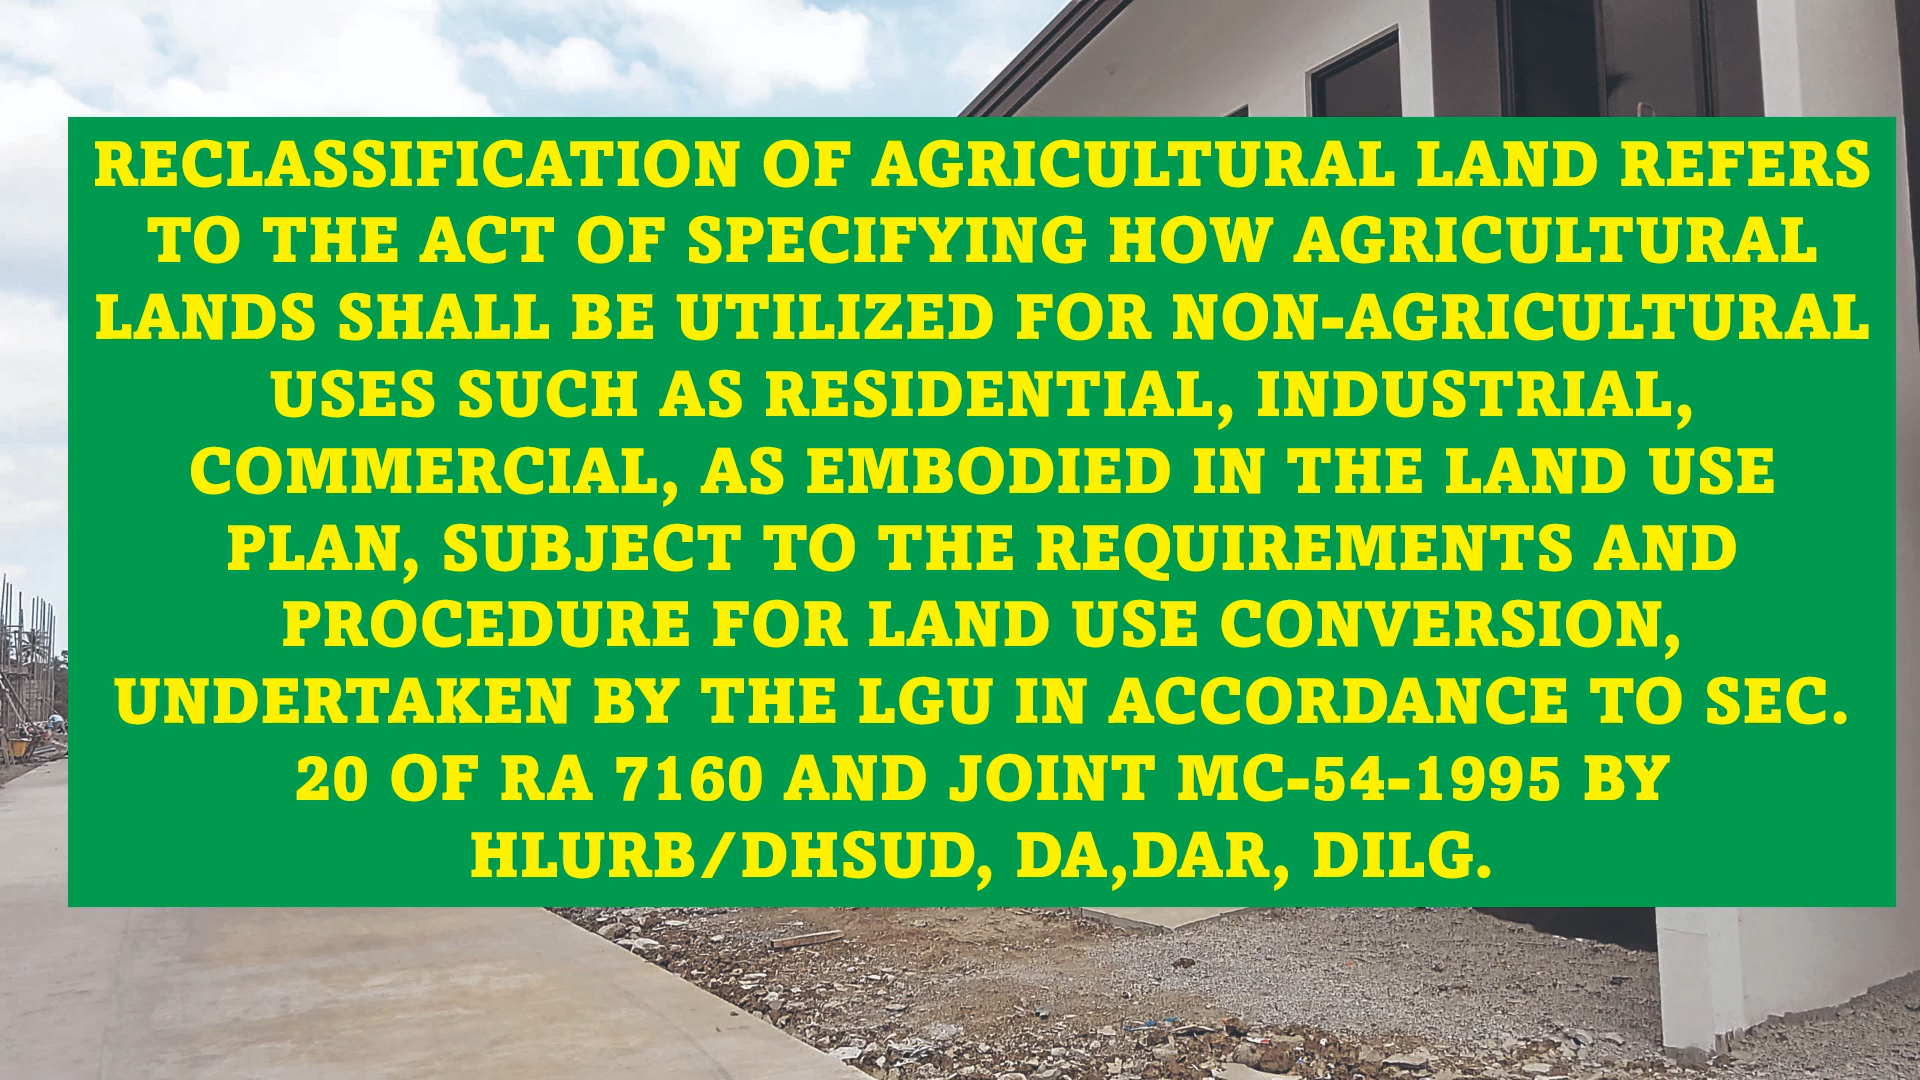 RECLASSIFICATION OF AGRICULTURAL LAND REFERS
TO THE ACT OF SPECIFYING HOW AGRICULTURAL
LANDS SHALL BE UTILIZED FOR NON-AGRICULTURAL
USES SUCH AS RESIDENTIAL, INDUSTRIAL,
COMMERCIAL, AS EMBODIED IN THE LAND USE
PLAN, SUBJECT TO THE REQUIREMENTS AND
PROCEDURE FOR LAND USE CONVERSION,
UNDERTAKEN BY THE LGU IN ACCORDANCE TO SEC.
20 OF RA 7160 AND JOINT MC-54-1995 BY
HLURB/DHSUD, DA,DAR, DILG.